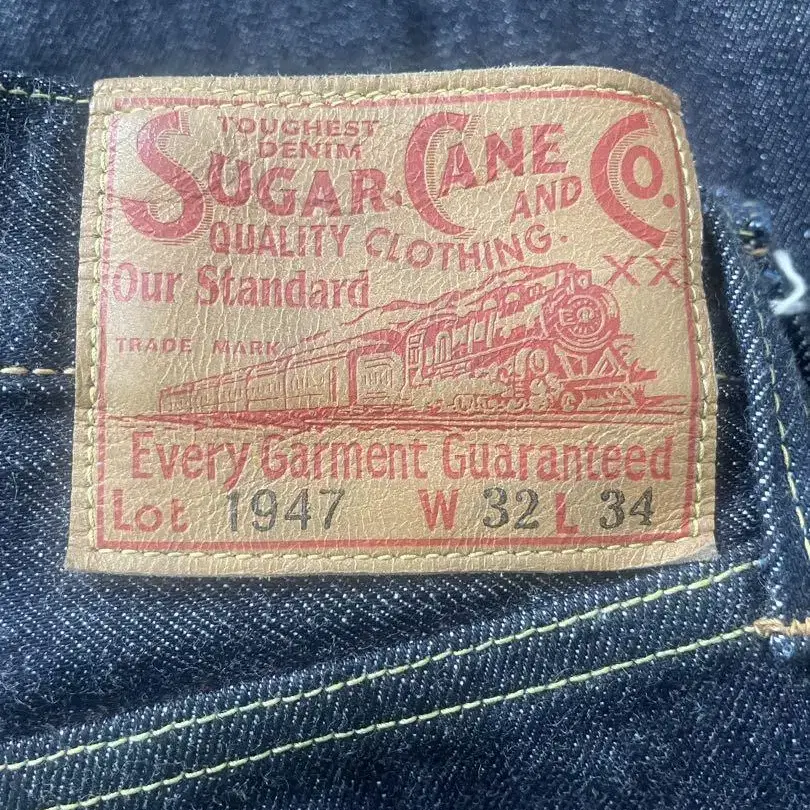 TOUGHEST
DENIM
SUGAR CANE CO.
AND
QUALITY CLOTHING.
Our Standard
XX
TRADE MARK
Every Garment Guaranteed
Lot 1947 W 32 L 34